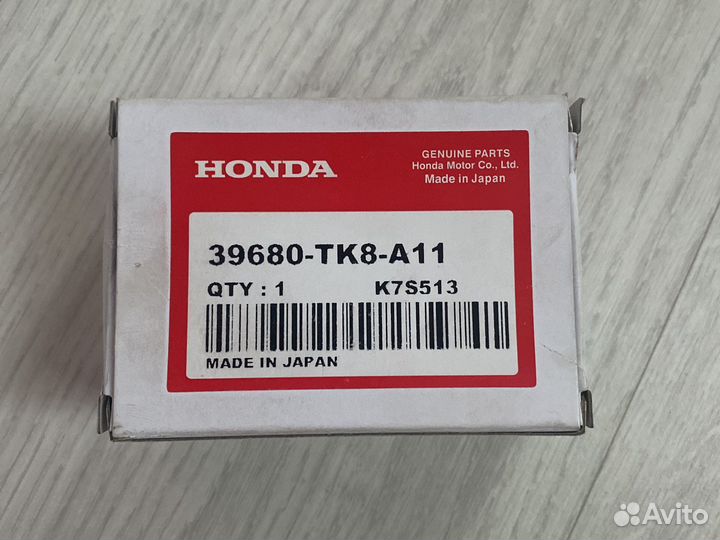 HONDA
GENUINE PARTS
Honda Motor Co., Ltd.
Made in Japan
39680-TK8-A11
QTY : 1 K7S513
MADE IN JAPAN
Avito